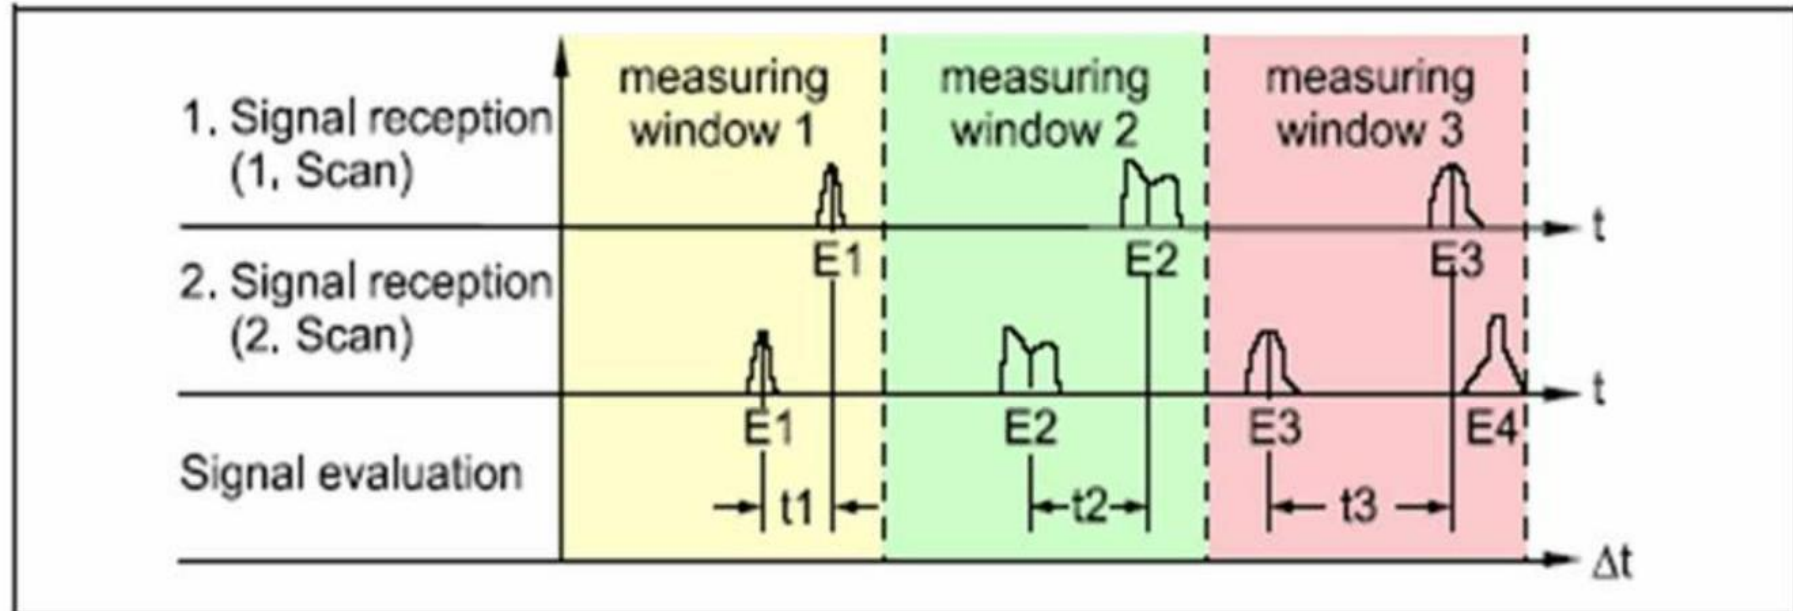 measuring
window 1
measuring
window 2
measuring
window 3
1. Signal reception
(1, Scan)
E1
E2
E3
t
2. Signal reception
(2. Scan)
E1
E2
E3
E4
t
Signal evaluation
t1
t2
t3
Δt